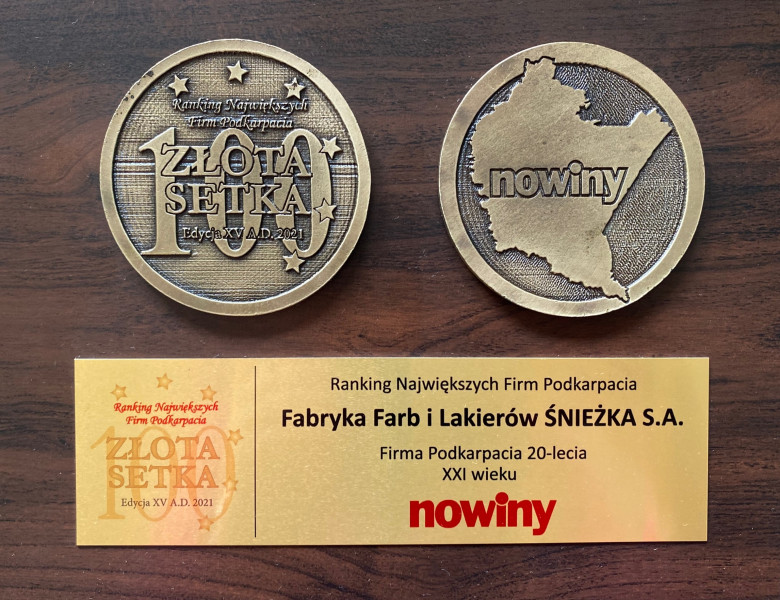 Ranking Największych
Firm Podkarpacia
100
ZŁOTA
SETKA
Edycja XV A.D. 2021
nowiny
Ranking Największych
Firm Podkarpacia
100
ZŁOTA
SETKA
Edycja XV A.D. 2021
Ranking Największych Firm Podkarpacia
Fabryka Farb i Lakierów ŚNIEŻKA S.A.
Firma Podkarpacia 20-lecia
XXI wieku
nowiny